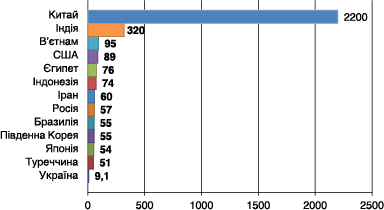 Китай 2200
Індія 320
В'єтнам 95
США 89
Єгипет 76
Індонезія 74
Іран 60
Росія 57
Бразилія 55
Південна Корея 55
Японія 54
Туреччина 51
Україна 9,1
0 500 1000 1500 2000 2500